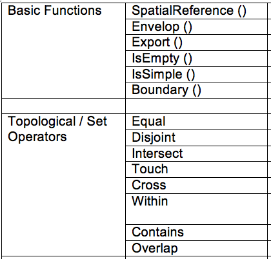 Basic Functions
SpatialReference ()
Envelop ()
Export ()
IsEmpty ()
IsSimple ()
Boundary ()
Topological / Set
Operators
Equal
Disjoint
Intersect
Touch
Cross
Within
Contains
Overlap